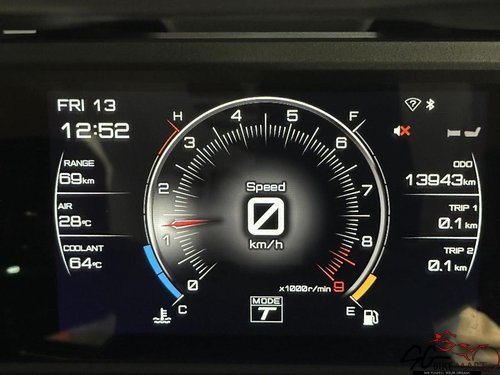 FRI 13
12:52
RANGE
69km
AIR
28°C
COOLANT
64°C
H
F
C
E
0
1
2
3
4
5
6
7
8
9
Speed
0
km/h
x1000r/min
MODE
T
ODO
13943km
TRIP 1
0.1 km
TRIP 2
0.1 km